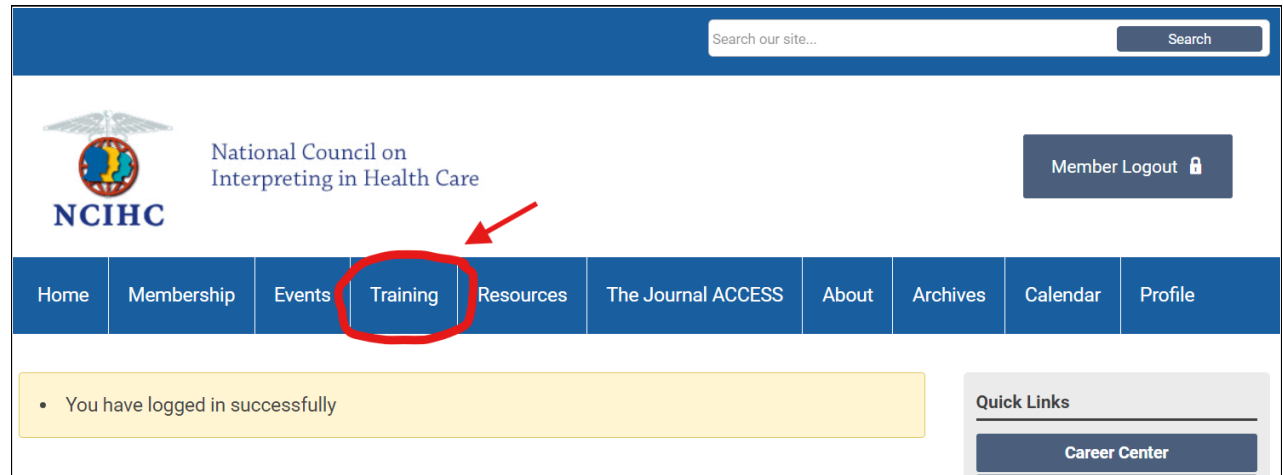 Search our site...
Search
National Council on
Interpreting in Health Care
NCIHC
Member Logout
Home
Membership
Events
Training
Resources
The Journal ACCESS
About
Archives
Calendar
Profile
• You have logged in successfully
Quick Links
Career Center